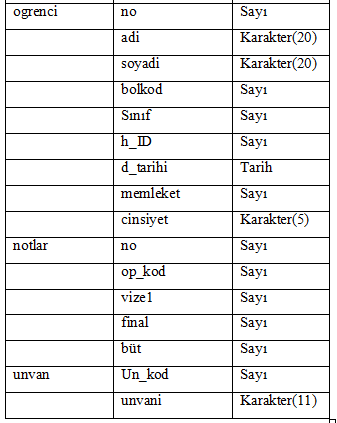 ogrenci no Sayı
adi Karakter(20)
soyadi Karakter(20)
bolkod Sayı
Sınıf Sayı
h_ID Sayı
d_tarihi Tarih
memleket Sayı
cinsiyet Karakter(5)
notlar no Sayı
op_kod Sayı
vize1 Sayı
final Sayı
büt Sayı
unvan Un_kod Sayı
unvani Karakter(11)